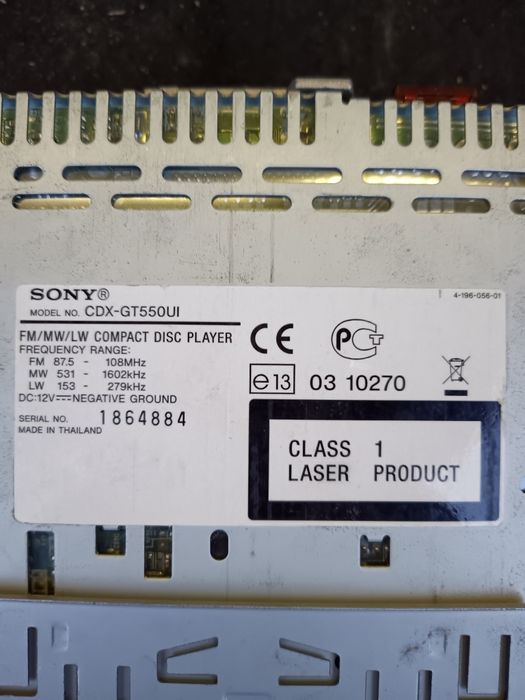 4-196-056-01
SONY®
MODEL NO. CDX-GT550UI
FM/MW/LW COMPACT DISC PLAYER
FREQUENCY RANGE:
FM 87.5 - 108MHz
MW 531 - 1602kHz
LW 153 - 279kHz
DC:12V⎓NEGATIVE GROUND
SERIAL NO. 1864884
MADE IN THAILAND
CE
РСТ
e13 03 10270
CLASS 1
LASER PRODUCT